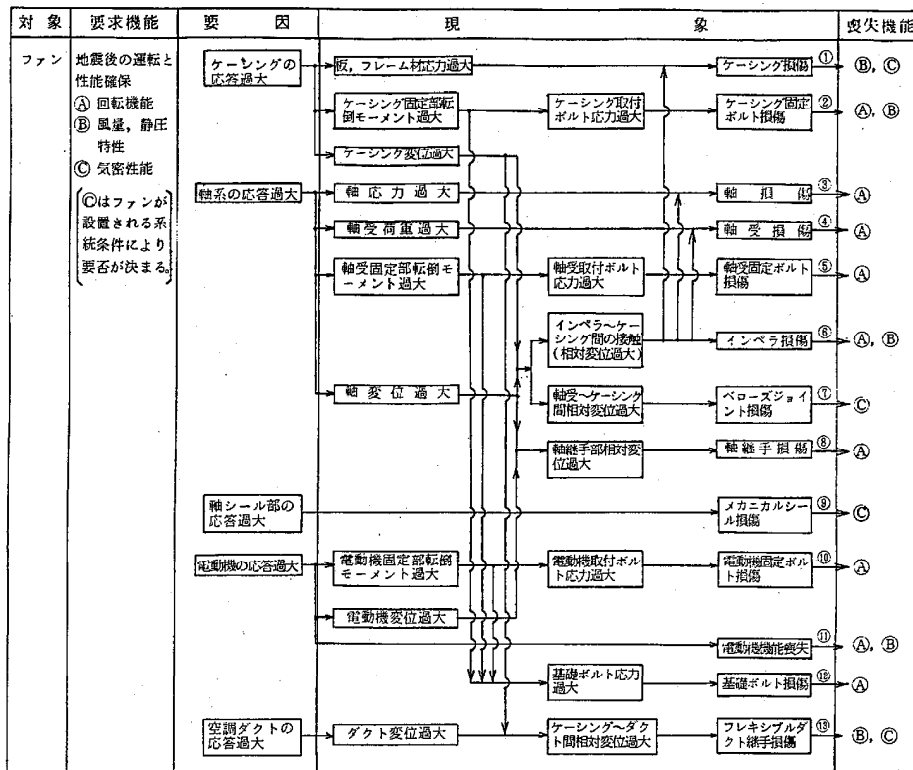 対 象
要求機能
要 因
現 象
喪失機能
ファン
地震後の運転と
性能確保
Ⓐ 回転機能
Ⓑ 風量，静圧
特性
Ⓒ 気密性能
Ⓒはファンが
設置される系
統条件により
要否が決まる。
ケーシングの
応答過大
板，フレーム材応力過大
ケーシング損傷
①
Ⓑ, Ⓒ
ケーシング固定部転
倒モーメント過大
ケーシング取付
ボルト応力過大
ケーシング固定
ボルト損傷
②
Ⓐ, Ⓑ
ケーシング変位過大
軸系の応答過大
軸応力過大
軸損傷
③
Ⓐ
軸受荷重過大
軸受損傷
④
Ⓐ
軸受固定部転倒モ
ーメント過大
軸受取付ボルト
応力過大
軸受固定ボルト
損傷
⑤
Ⓐ
インペラ～ケー
シング間の接触
(相対変位過大)
インペラ損傷
⑥
Ⓐ, Ⓑ
軸変位過大
軸受～ケーシング
間相対変位過大
ベローズジョイ
ント損傷
⑦
Ⓒ
軸継手部相対変
位過大
軸継手損傷
⑧
Ⓐ
軸シール部の
応答過大
メカニカルシー
ル損傷
⑨
Ⓒ
電動機の応答過大
電動機固定部転倒
モーメント過大
電動機取付ボル
ト応力過大
電動機固定ボル
ト損傷
⑩
Ⓐ
電動機変位過大
電動機機能喪失
⑪
Ⓐ, Ⓑ
基礎ボルト応力
過大
基礎ボルト損傷
⑫
Ⓐ
空調ダクトの
応答過大
ダクト変位過大
ケーシング～ダク
ト間相対変位過大
フレキシブルダ
クト継手損傷
⑬
Ⓑ, Ⓒ